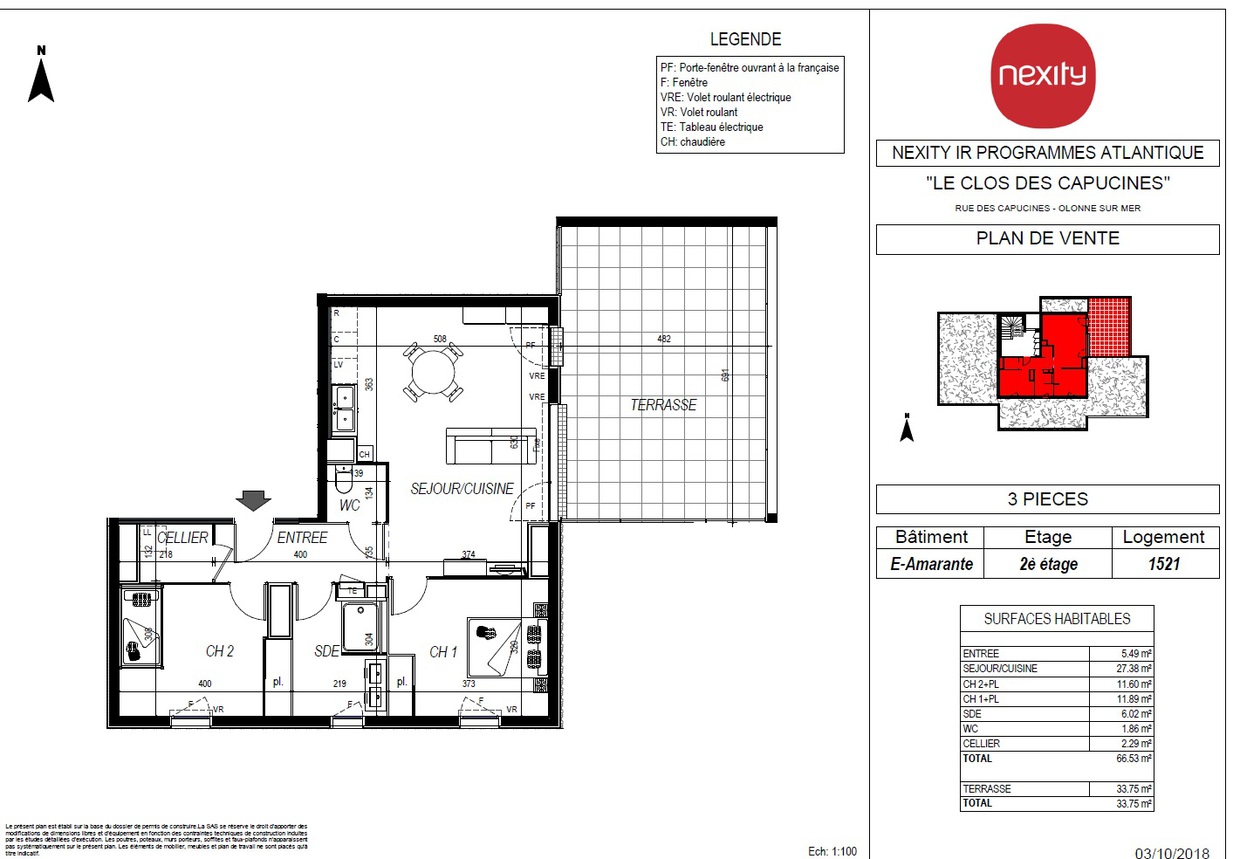 N
LEGENDE
PF: Porte-fenêtre ouvrant à la française
F: Fenêtre
VRE: Volet roulant électrique
VR: Volet roulant
TE: Tableau électrique
CH: chaudière
nexity
NEXITY IR PROGRAMMES ATLANTIQUE
"LE CLOS DES CAPUCINES"
RUE DES CAPUCINES - OLONNE SUR MER
PLAN DE VENTE
N
3 PIECES
Bâtiment Etage Logement
E-Amarante 2è étage 1521
SURFACES HABITABLES
ENTREE 5.49 m²
SEJOUR/CUISINE 27.38 m²
CH 2+PL 11.60 m²
CH 1+PL 11.89 m²
SDE 6.02 m²
WC 1.86 m²
CELLIER 2.29 m²
TOTAL 66.53 m²
TERRASSE 33.75 m²
TOTAL 33.75 m²
03/10/2018
R
C
508
PF
482
LV
VRE
363
691
VRE
TERRASSE
630
Fixe
CH
139
134
SEJOUR/CUISINE
WC
PF
LL
CELLIER
ENTREE
132
218
400
135
374
TE
308
304
329
CH 2
SDE
CH 1
400
pl.
219
pl.
373
F
VR
F
F
VR
Le présent plan est établi sur la base du dossier de permis de construire.La SAS se réserve le droit d'apporter des
modifications de dimensions libres et d'équipement en fonction des contraintes techniques de construction induites
par les études détaillées d'exécution. Les poutres, poteaux, murs porteurs, soffites et faux-plafonds n'apparaissent
pas systématiquement sur le présent plan. Les éléments de mobilier, meubles et plan de travail ne sont placés qu'à
titre indicatif.
Ech: 1:100